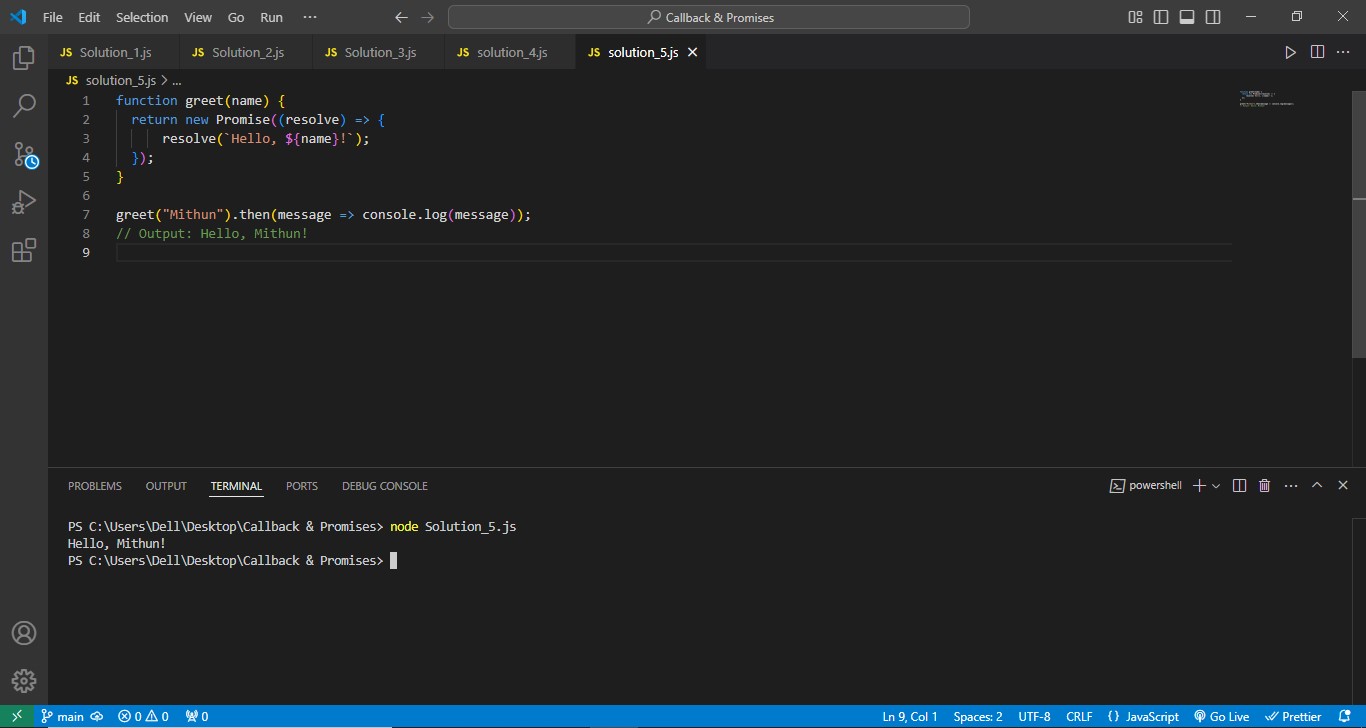 File Edit Selection View Go Run ··· Callback & Promises
JS Solution_1.js JS Solution_2.js JS Solution_3.js JS solution_4.js JS solution_5.js
JS solution_5.js > ...
1 function greet(name) {
2   return new Promise((resolve) => {
3       resolve(`Hello, ${name}!`);
4   });
5 }
6
7 greet("Mithun").then(message => console.log(message));
8 // Output: Hello, Mithun!
9
PROBLEMS OUTPUT TERMINAL PORTS DEBUG CONSOLE powershell
PS C:\Users\Dell\Desktop\Callback & Promises> node Solution_5.js
Hello, Mithun!
PS C:\Users\Dell\Desktop\Callback & Promises>
main 0 0 0 Ln 9, Col 1 Spaces: 2 UTF-8 CRLF {} JavaScript Go Live Prettier